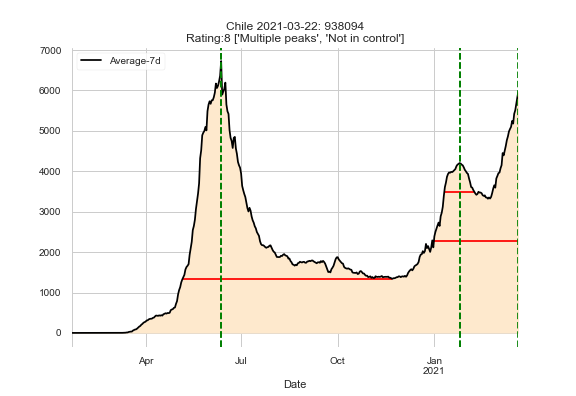 Chile 2021-03-22: 938094
Rating:8 ['Multiple peaks', 'Not in control']
7000
Average-7d
6000
5000
4000
3000
2000
1000
0
Apr
Jul
Oct
Jan
2021
Date